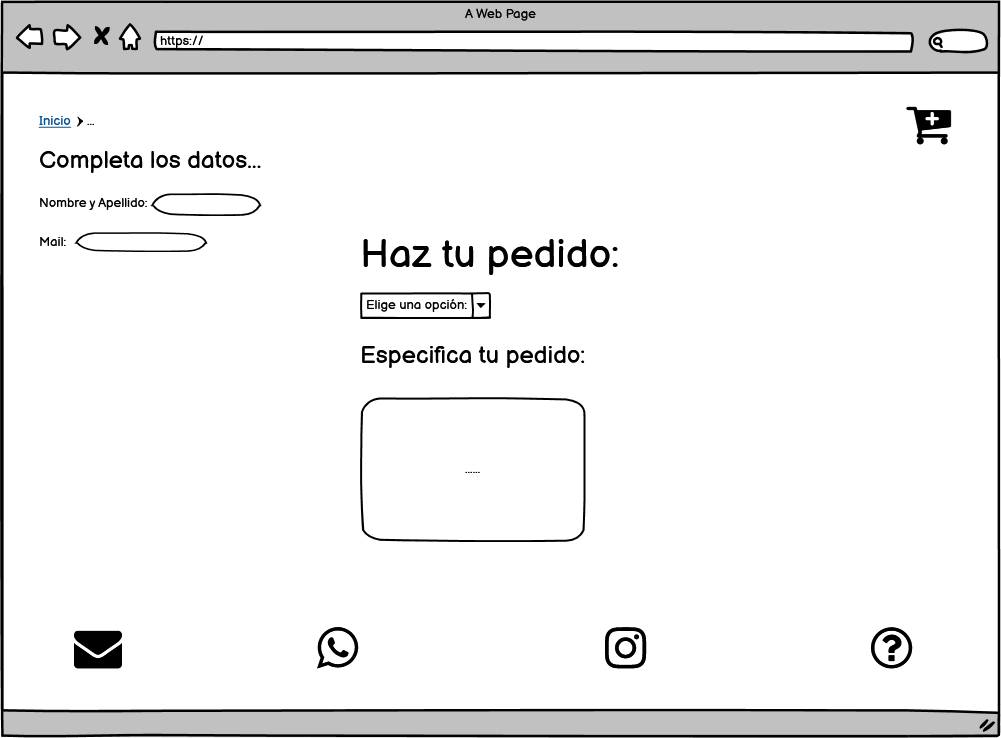 A Web Page
https://
Inicio ...
Completa los datos...
Nombre y Apellido:
Mail:
Haz tu pedido:
Elige una opción:
Especifica tu pedido:
......